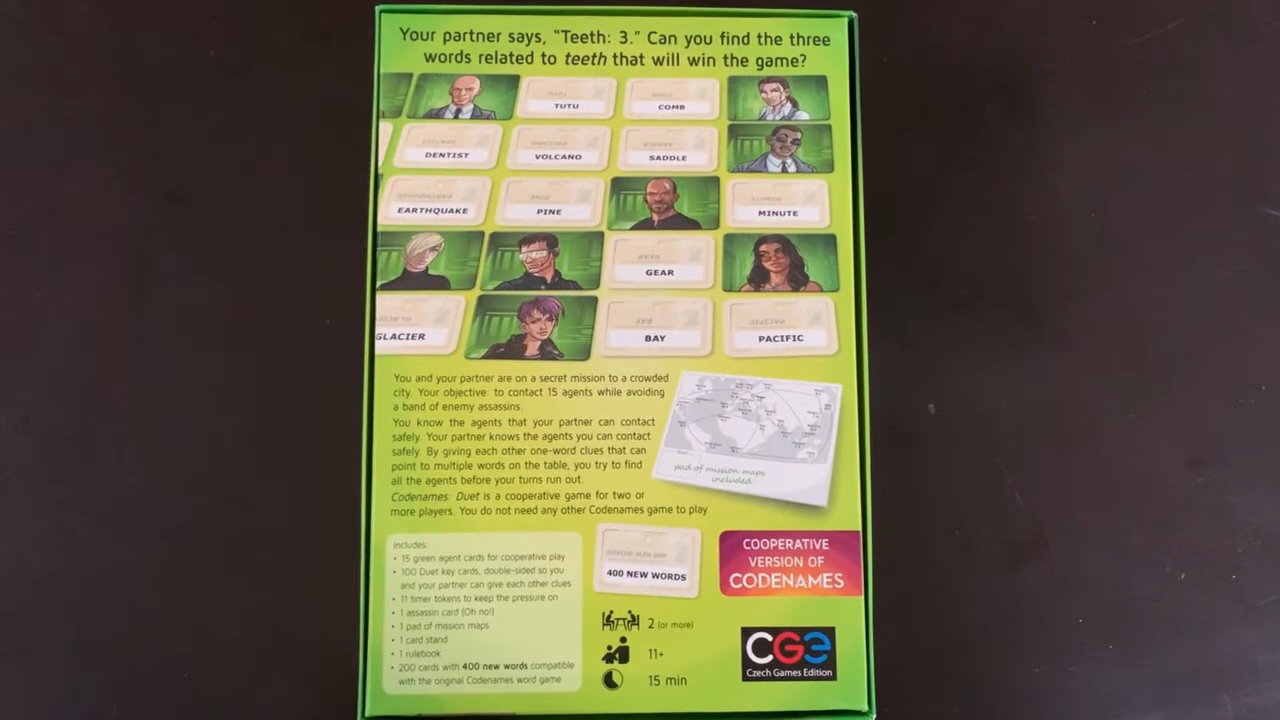 Your partner says, "Teeth: 3." Can you find the three
words related to teeth that will win the game?
TUTU
COMB
DENTIST
VOLCANO
SADDLE
EARTHQUAKE
PINE
MINUTE
GEAR
GLACIER
BAY
PACIFIC
You and your partner are on a secret mission to a crowded
city. Your objective: to contact 15 agents while avoiding
a band of enemy assassins.
You know the agents that your partner can contact
safely. Your partner knows the agents you can contact
safely. By giving each other one-word clues that can
point to multiple words on the table, you try to find
all the agents before your turns run out.
Codenames: Duet is a cooperative game for two or
more players. You do not need any other Codenames game to play.
pad of mission maps
included
Includes:
• 15 green agent cards for cooperative play
• 100 Duet key cards, double-sided so you
and your partner can give each other clues
• 11 timer tokens to keep the pressure on
• 1 assassin card (Oh no!)
• 1 pad of mission maps
• 1 card stand
• 1 rulebook
• 200 cards with 400 new words compatible
with the original Codenames word game
400 NEW WORDS
COOPERATIVE
VERSION OF
CODENAMES
2 (or more)
11+
15 min
CGE
Czech Games Edition